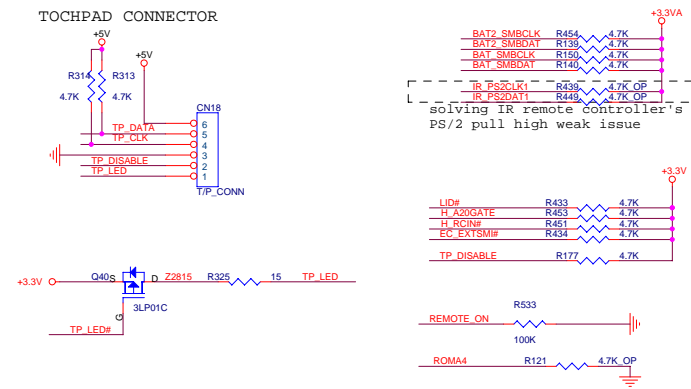 TOCHPAD CONNECTOR
+5V
+5V
R314
R313
4.7K
4.7K
CN18
TP_DATA
6
TP_CLK
5
4
3
TP_DISABLE
2
TP_LED
1
T/P_CONN
+3.3V
Q40
S
D
Z2815
R325
15
TP_LED
3LP01C
G
TP_LED#
+3.3VA
BAT2_SMBCLK R454 4.7K
BAT2_SMBDAT R139 4.7K
BAT_SMBCLK R150 4.7K
BAT_SMBDAT R140 4.7K
IR_PS2CLK1 R439 4.7K_OP
IR_PS2DAT1 R449 4.7K_OP
solving IR remote controller's
PS/2 pull high weak issue
+3.3V
LID# R433 4.7K
H_A20GATE R453 4.7K
H_RCIN# R451 4.7K
EC_EXTSMI# R434 4.7K
TP_DISABLE R177 4.7K
R533
REMOTE_ON
100K
ROMA4 R121 4.7K_OP